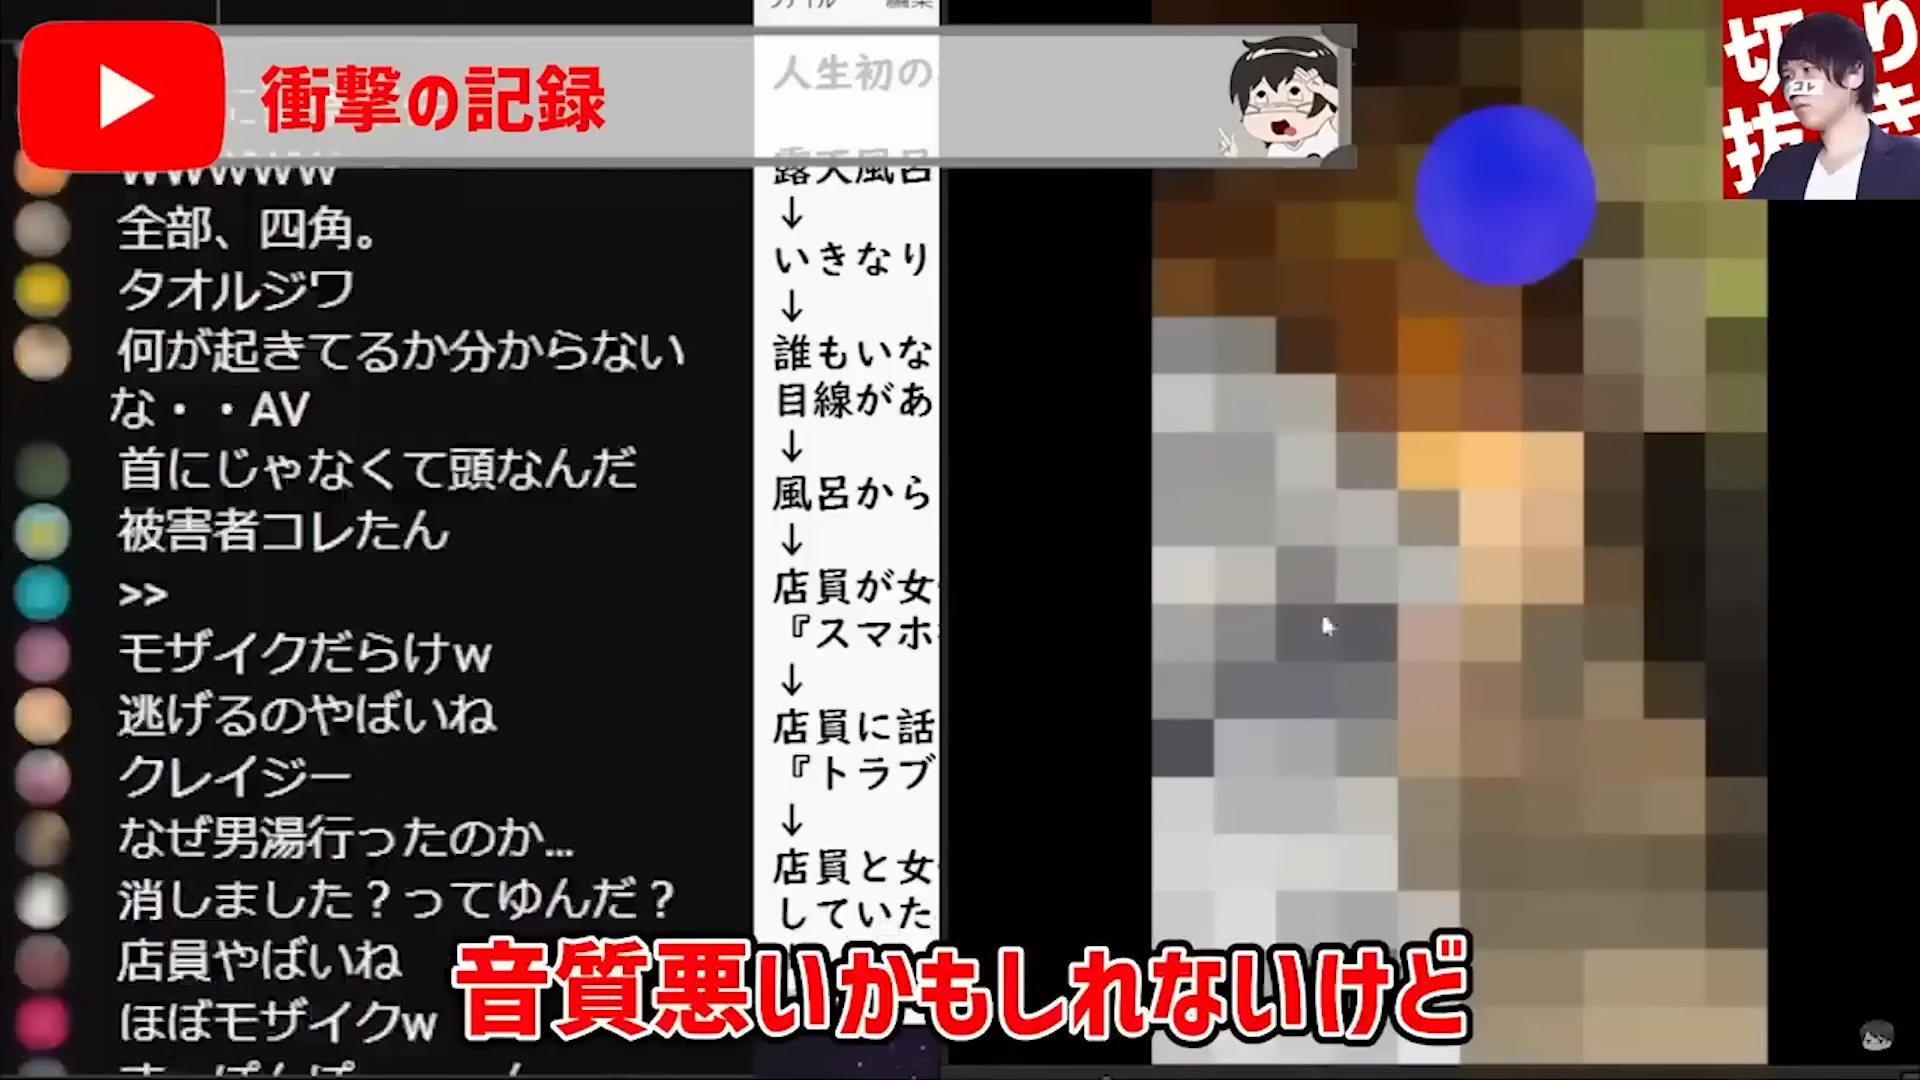 衝撃の記録
切り抜き
コレ
人生初の
wwwww
全部、四角。
タオルジワ
何が起きてるか分からない
な・・AV
首にじゃなくて頭なんだ
被害者コレたん
>>
モザイクだらけw
逃げるのやばいね
クレイジー
なぜ男湯行ったのか...
消しました？ってゆんだ？
店員やばいね
ほぼモザイクw
露天風呂
↓
いきなり
↓
誰もいな
目線があ
↓
風呂から
↓
店員が女
『スマホ
↓
店員に話
『トラブ
↓
店員と女
していた
音質悪いかもしれないけど